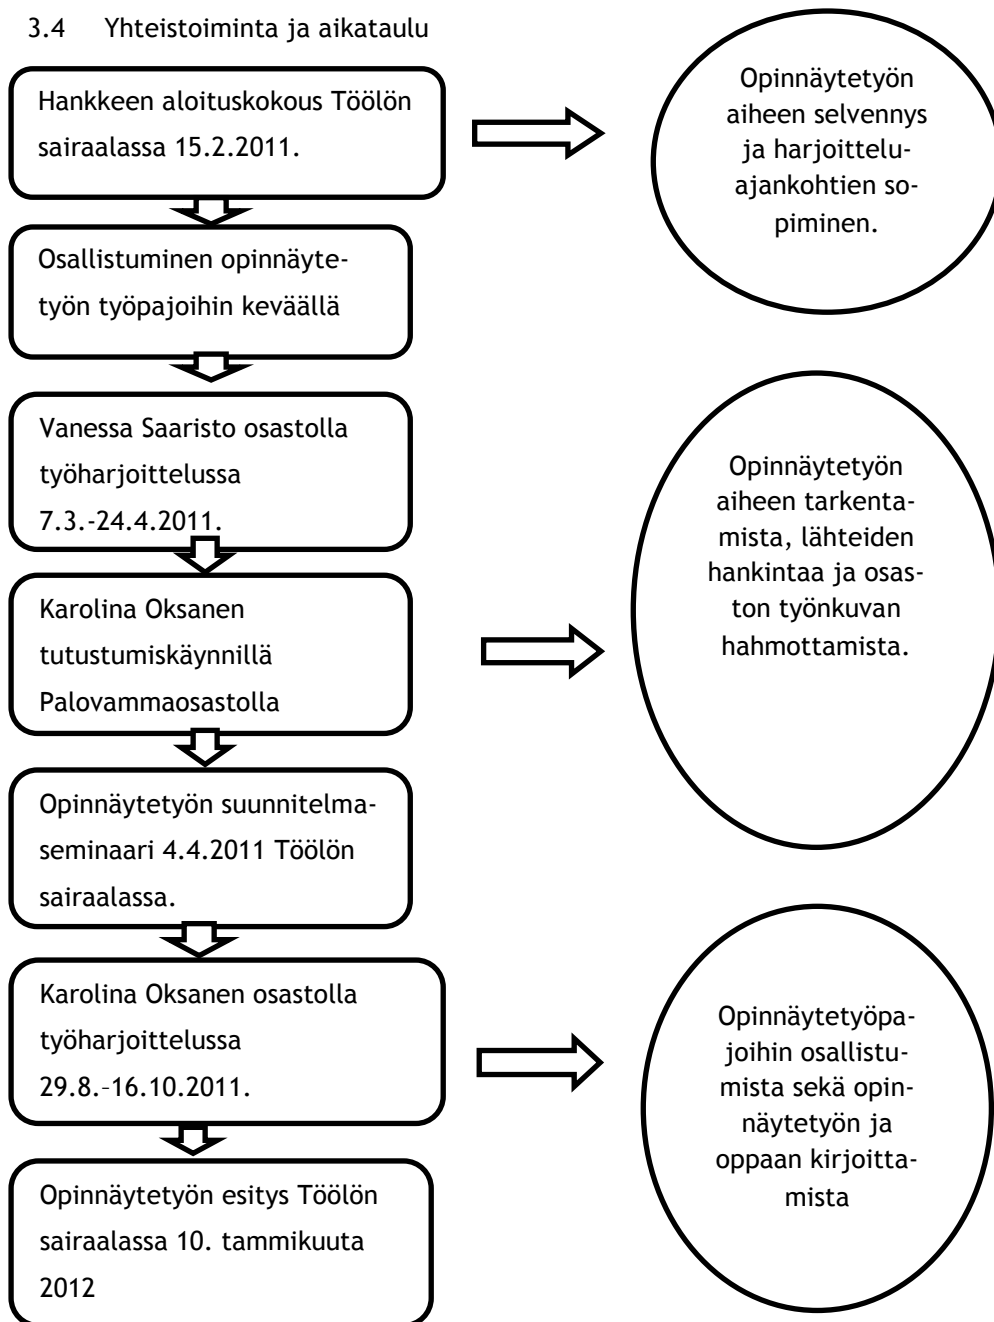 3.4 Yhteistoiminta ja aikataulu
Hankkeen aloituskokous Töölön
sairaalassa 15.2.2011.
Opinnäytetyön
aiheen selvennys
ja harjoittelu-
ajankohtien so-
piminen.
Osallistuminen opinnäyte-
työn työpajoihin keväällä
Vanessa Saaristo osastolla
työharjoittelussa
7.3.-24.4.2011.
Karolina Oksanen
tutustumiskäynnillä
Palovammaosastolla
Opinnäytetyön
aiheen tarkenta-
mista, lähteiden
hankintaa ja osas-
ton työnkuvan
hahmottamista.
Opinnäytetyön suunnitelma-
seminaari 4.4.2011 Töölön
sairaalassa.
Karolina Oksanen osastolla
työharjoittelussa
29.8.–16.10.2011.
Opinnäytetyöpa-
joihin osallistu-
mista sekä opin-
näytetyön ja
oppaan kirjoitta-
mista
Opinnäytetyön esitys Töölön
sairaalassa 10. tammikuuta
2012